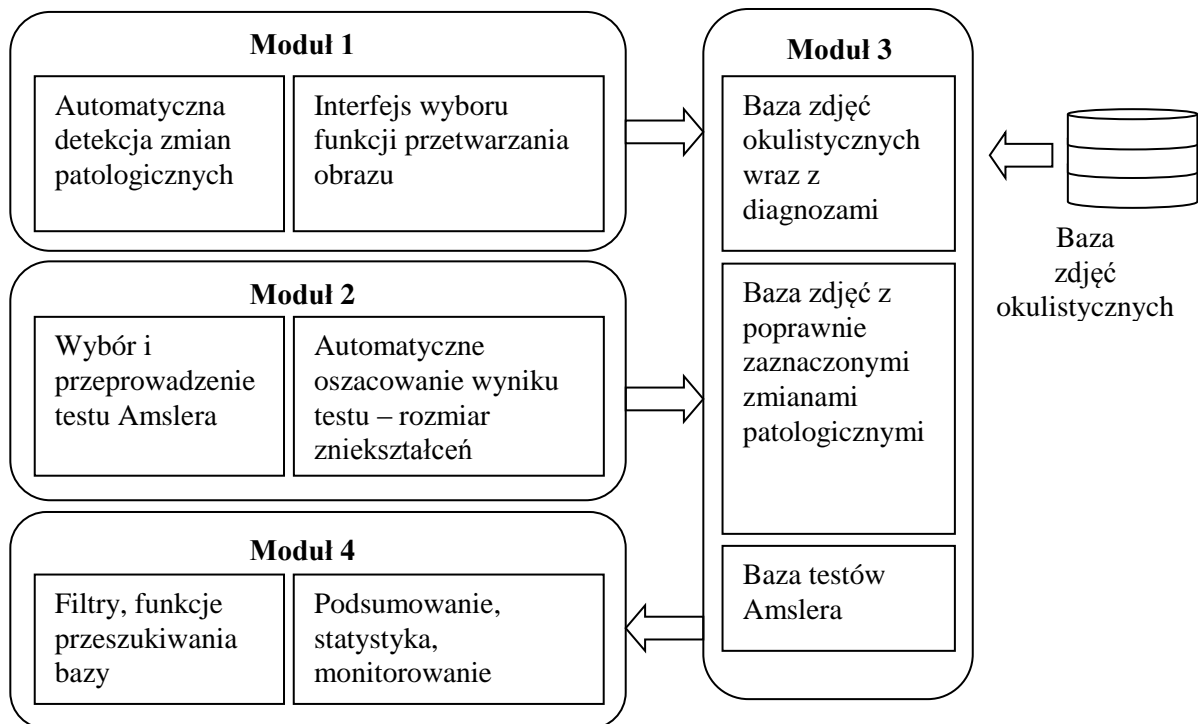 Moduł 1
Automatyczna
detekcja zmian
patologicznych
Interfejs wyboru
funkcji przetwarzania
obrazu
Moduł 2
Wybór i
przeprowadzenie
testu Amslera
Automatyczne
oszacowanie wyniku
testu – rozmiar
zniekształceń
Moduł 4
Filtry, funkcje
przeszukiwania
bazy
Podsumowanie,
statystyka,
monitorowanie
Moduł 3
Baza zdjęć
okulistycznych
wraz z
diagnozami
Baza zdjęć z
poprawnie
zaznaczonymi
zmianami
patologicznymi
Baza testów
Amslera
Baza
zdjęć
okulistycznych